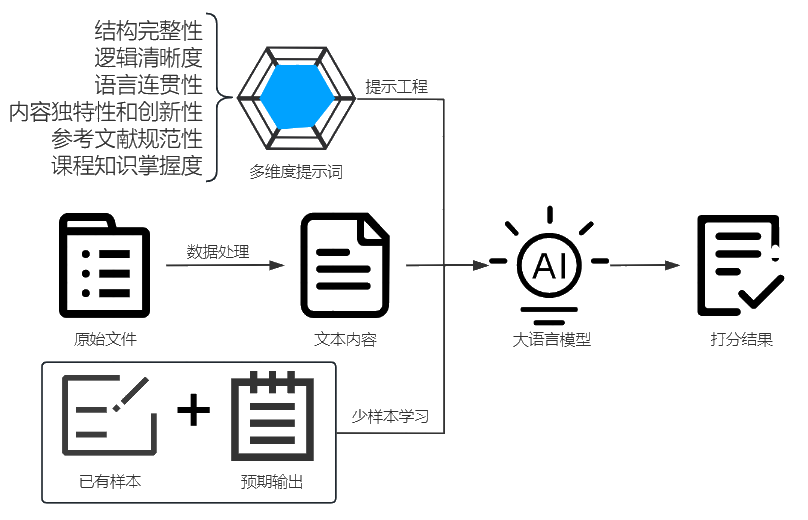 结构完整性
逻辑清晰度
语言连贯性
内容独特性和创新性
参考文献规范性
课程知识掌握度
提示工程
多维度提示词
数据处理
AI
原始文件
文本内容
大语言模型
打分结果
少样本学习
已有样本
预期输出